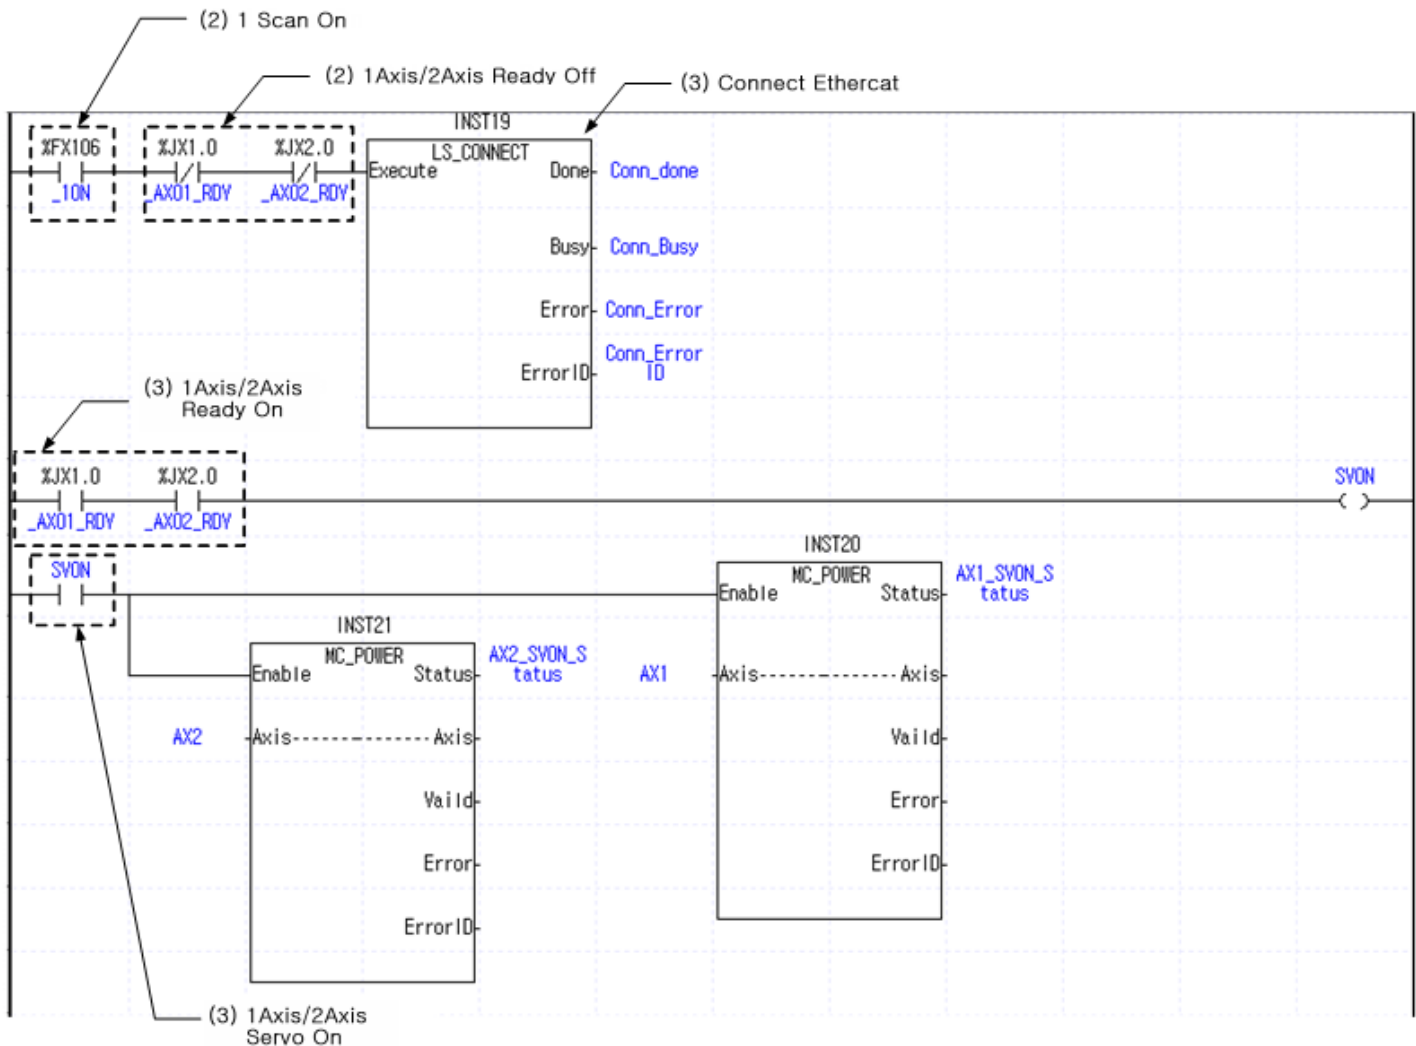 (2) 1 Scan On
(2) 1Axis/2Axis Ready Off
(3) Connect Ethercat
INST19
%FX106
%JX1.0
%JX2.0
LS_CONNECT
Execute
Done
Conn_done
_1ON
_AX01_RDY
_AX02_RDY
Busy
Conn_Busy
Error
Conn_Error
ErrorID
Conn_Error
ID
(3) 1Axis/2Axis
Ready On
%JX1.0
%JX2.0
SVON
_AX01_RDY
_AX02_RDY
SVON
INST20
MC_POWER
Enable
Status
AX1_SVON_S
tatus
INST21
MC_POWER
Enable
Status
AX2_SVON_S
tatus
AX1
Axis
Axis
AX2
Axis
Axis
Vaild
Vaild
Error
Error
ErrorID
ErrorID
(3) 1Axis/2Axis
Servo On